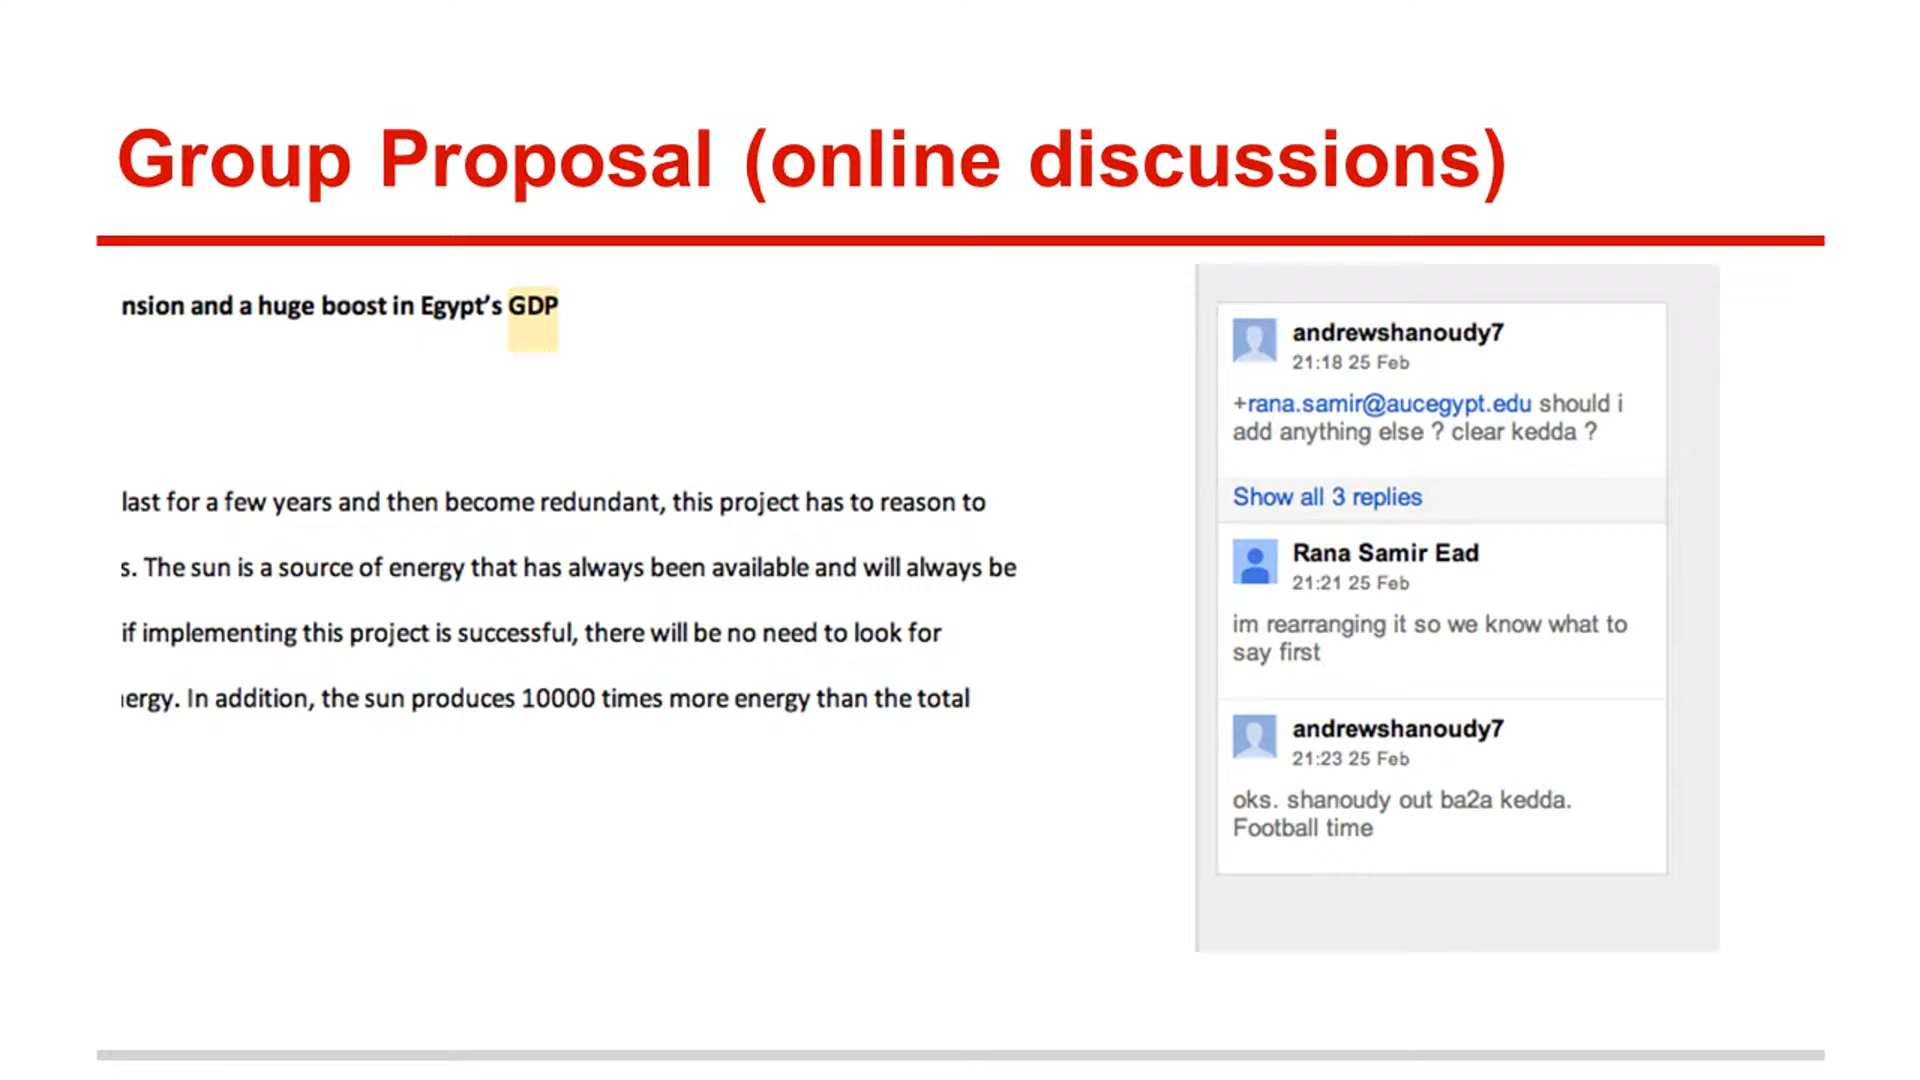 Group Proposal (online discussions)
nsion and a huge boost in Egypt's GDP
last for a few years and then become redundant, this project has to reason to
s. The sun is a source of energy that has always been available and will always be
if implementing this project is successful, there will be no need to look for
ergy. In addition, the sun produces 10000 times more energy than the total
andrewshanoudy7
21:18 25 Feb
+rana.samir@aucegypt.edu should i
add anything else ? clear kedda ?
Show all 3 replies
Rana Samir Ead
21:21 25 Feb
im rearranging it so we know what to
say first
andrewshanoudy7
21:23 25 Feb
oks. shanoudy out ba2a kedda.
Football time